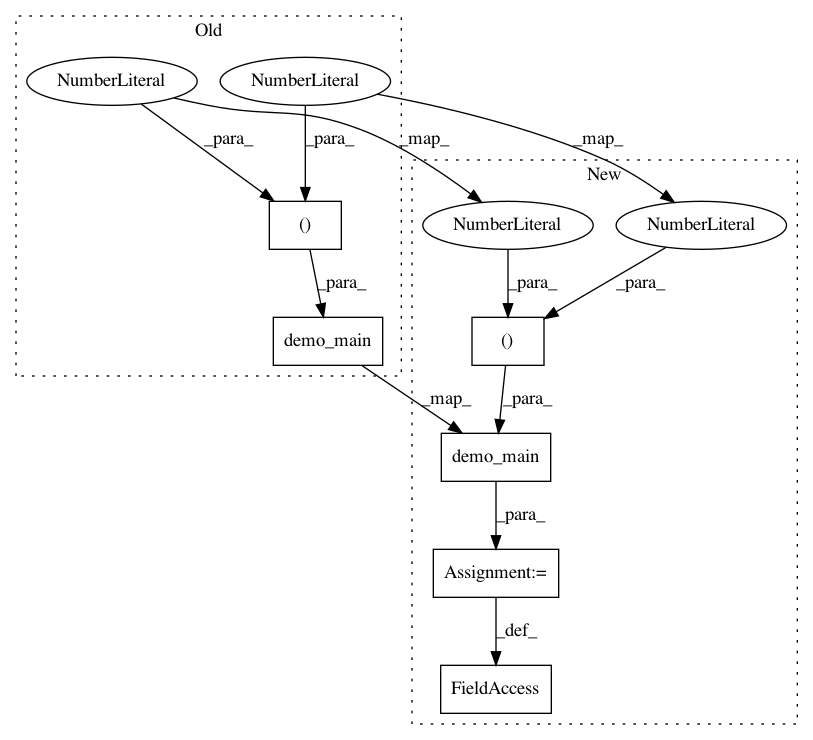 Old
NumberLiteral
NumberLiteral
_para_
_para_
_map_
_map_
New
()
NumberLiteral
NumberLiteral
_para_
_para_
_para_
demo_main
()
_map_
_para_
demo_main
_para_
Assignment:=
_def_
FieldAccess